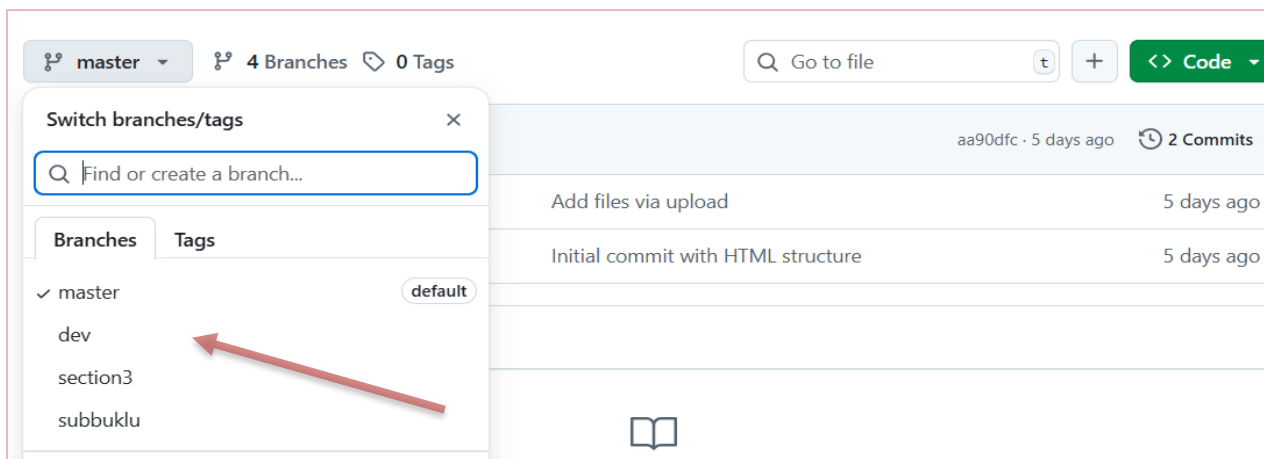 master 4 Branches 0 Tags Go to file t + <> Code
Switch branches/tags ×
aa90dfc · 5 days ago 2 Commits
Find or create a branch...
Add files via upload 5 days ago
Branches Tags
Initial commit with HTML structure 5 days ago
master default
dev
section3
subbuklu